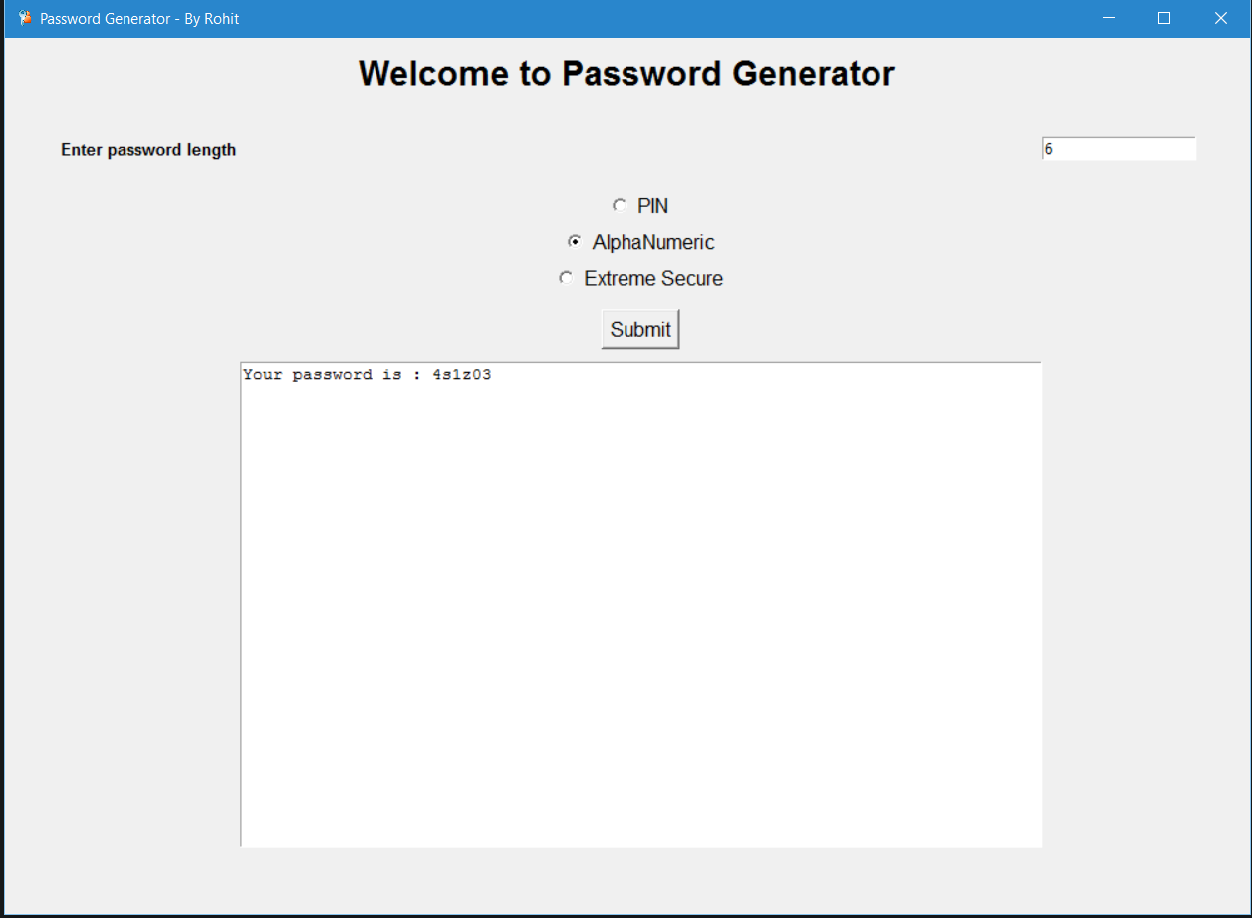 Password Generator - By Rohit
Welcome to Password Generator
Enter password length
6
PIN
AlphaNumeric
Extreme Secure
Submit
Your password is : 4s1z03